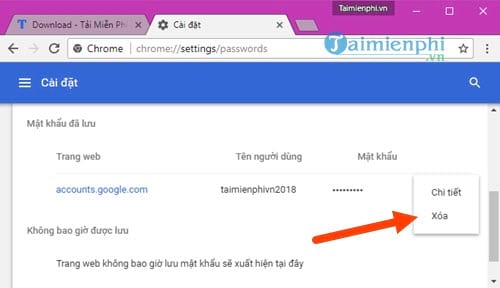 Taimienphi.vn
Download - Tải Miễn Ph
Cài đặt
Chrome
chrome://settings/passwords
Cài đặt
Taimienphi
.vn
Mật khẩu đã lưu
Trang web
Tên người dùng
Mật khẩu
accounts.google.com
taimienphivn2018
•••••••••
Chi tiết
Xóa
Không bao giờ được lưu
Trang web không bao giờ lưu mật khẩu sẽ xuất hiện tại đây